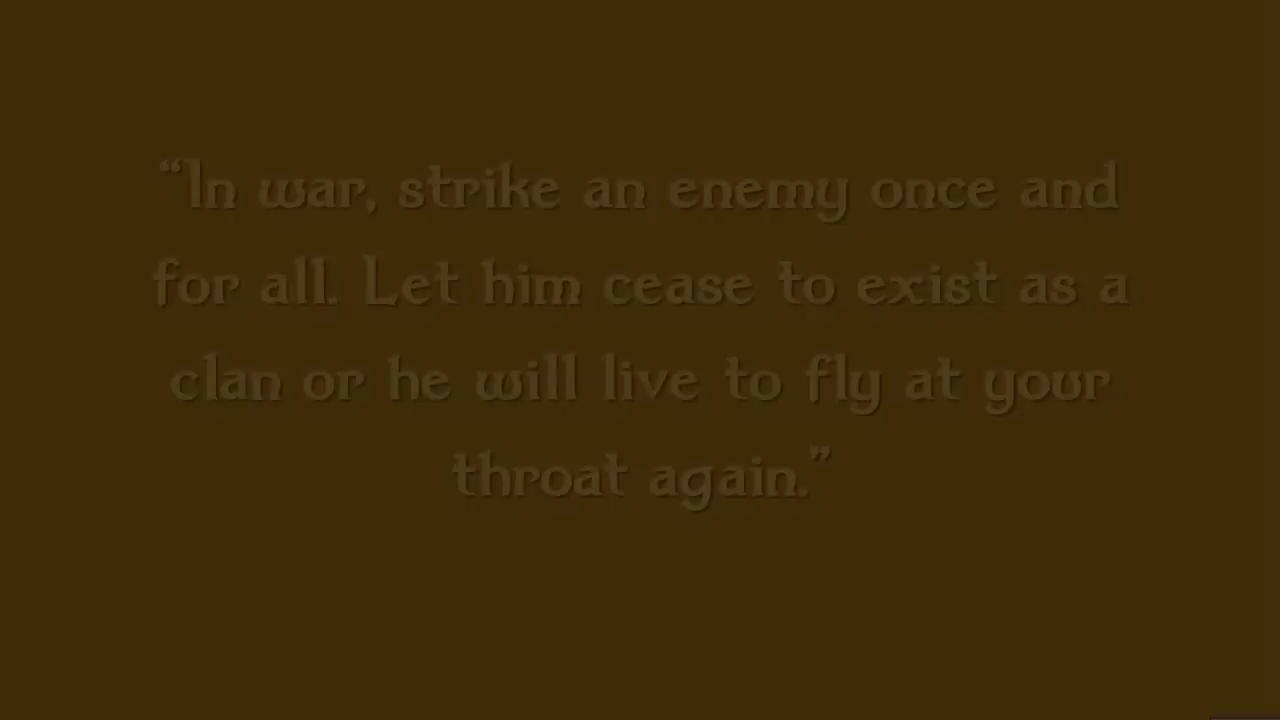 “In war, strike an enemy once and
for all. Let him cease to exist as a
clan or he will live to fly at your
throat again.”